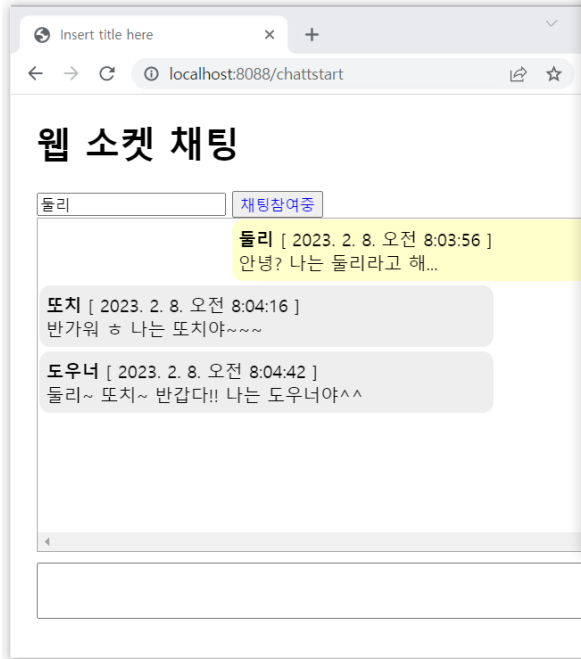 Insert title here
localhost:8088/chattstart
웹 소켓 채팅
둘리 채팅참여중
둘리 [ 2023. 2. 8. 오전 8:03:56 ]
안녕? 나는 둘리라고 해...
또치 [ 2023. 2. 8. 오전 8:04:16 ]
반가워 ㅎ 나는 또치야~~~
도우너 [ 2023. 2. 8. 오전 8:04:42 ]
둘리~ 또치~ 반갑다!! 나는 도우너야^^